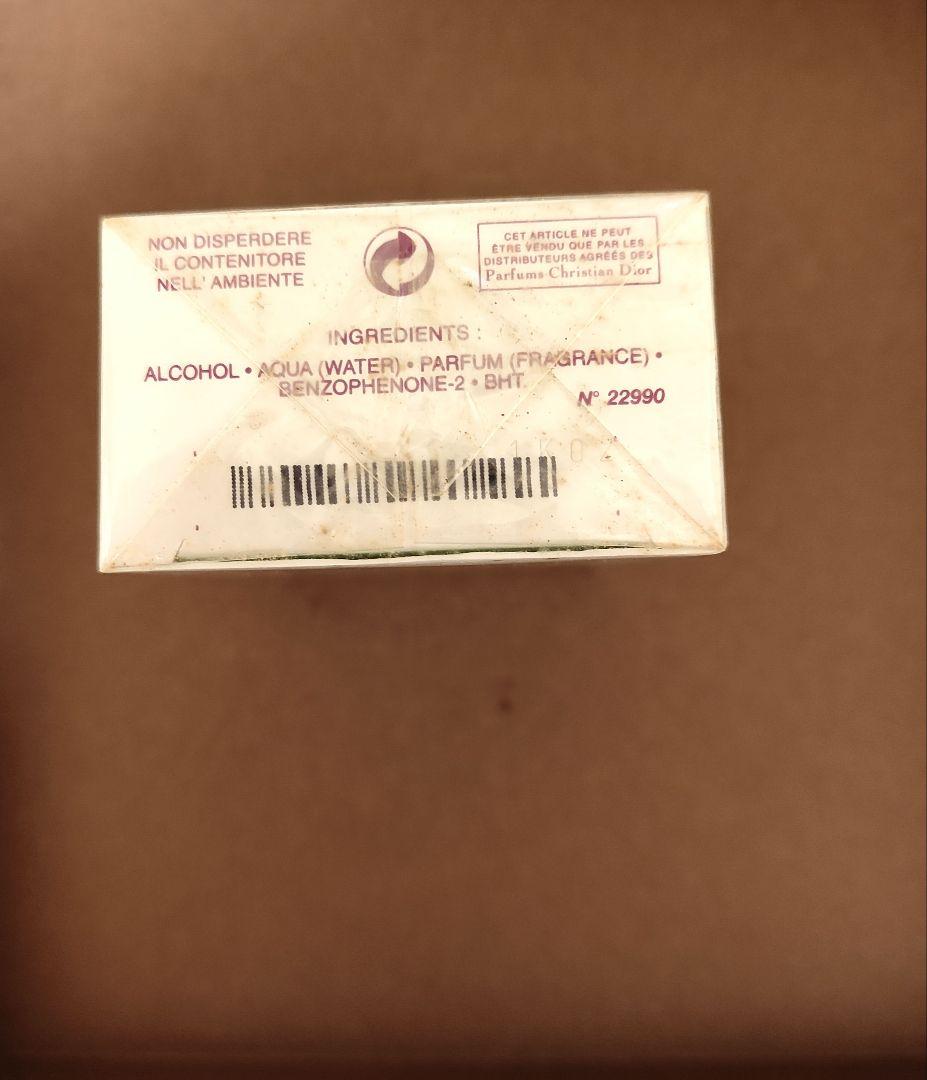 NON DISPERDERE
IL CONTENITORE
NELL' AMBIENTE
CET ARTICLE NE PEUT
ÊTRE VENDU QUE PAR LES
DISTRIBUTEURS AGRÉÉS DES
Parfums Christian Dior
INGREDIENTS :
ALCOHOL • AQUA (WATER) • PARFUM (FRAGRANCE) •
BENZOPHENONE-2 • BHT.
N° 22990
1K0